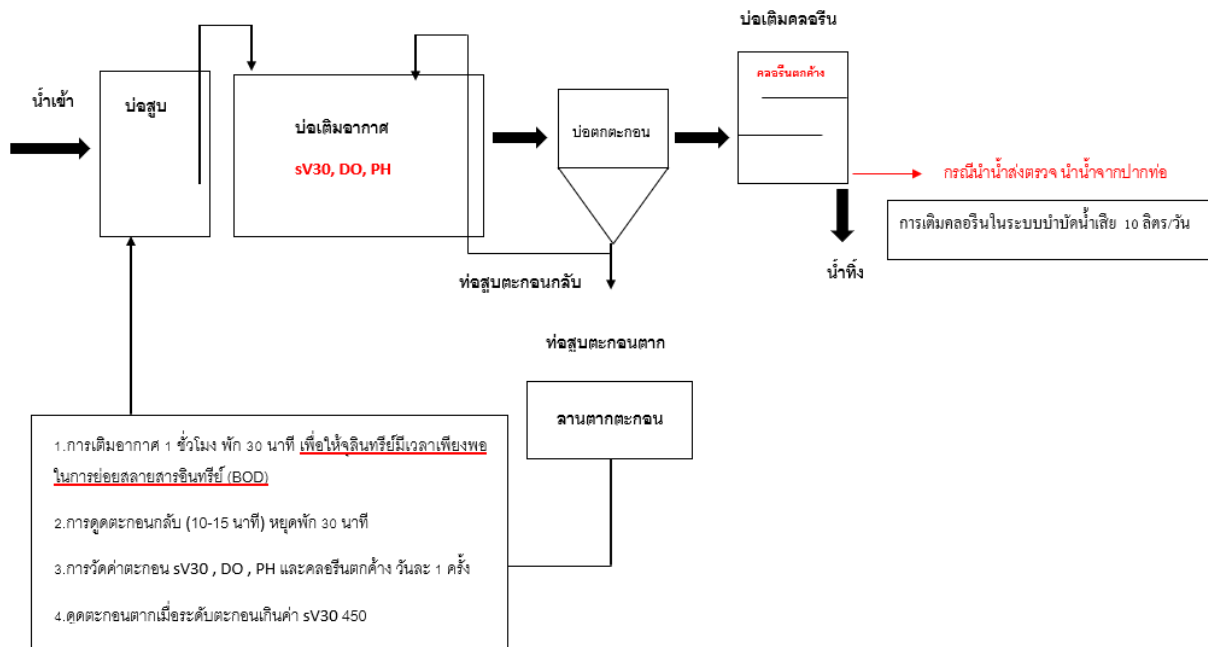 บ่อเติมคลอรีน
น้ำเข้า
บ่อสูบ
บ่อเติมอากาศ
sV30, DO, PH
บ่อตกตะกอน
คลอรีนตกค้าง
กรณีนำน้ำส่งตรวจ นำน้ำจากปากท่อ
การเติมคลอรีนในระบบบำบัดน้ำเสีย 10 ลิตร/วัน
น้ำทิ้ง
ท่อสูบตะกอนกลับ
ท่อสูบตะกอนตาก
ลานตากตะกอน
1.การเติมอากาศ 1 ชั่วโมง พัก 30 นาที เพื่อให้จุลินทรีย์มีเวลาเพียงพอ
ในการย่อยสลายสารอินทรีย์ (BOD)
2.การดูดตะกอนกลับ (10-15 นาที) หยุดพัก 30 นาที
3.การวัดค่าตะกอน sV30 , DO , PH และคลอรีนตกค้าง วันละ 1 ครั้ง
4.ดูดตะกอนตากเมื่อระดับตะกอนเกินค่า sV30 450